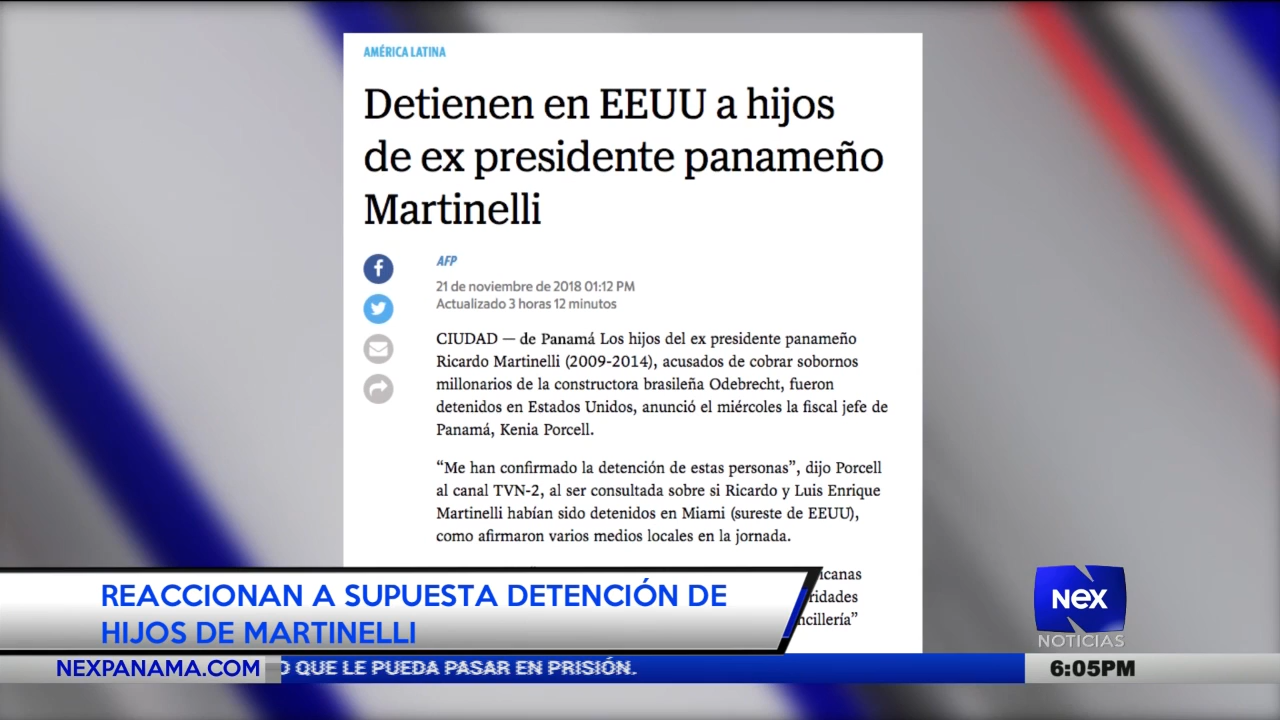 AMÉRICA LATINA
Detienen en EEUU a hijos
de ex presidente panameño
Martinelli
AFP
21 de noviembre de 2018 01:12 PM
Actualizado 3 horas 12 minutos
CIUDAD — de Panamá Los hijos del ex presidente panameño
Ricardo Martinelli (2009-2014), acusados de cobrar sobornos
millonarios de la constructora brasileña Odebrecht, fueron
detenidos en Estados Unidos, anunció el miércoles la fiscal jefe de
Panamá, Kenia Porcell.
“Me han confirmado la detención de estas personas”, dijo Porcell
al canal TVN-2, al ser consultada sobre si Ricardo y Luis Enrique
Martinelli habían sido detenidos en Miami (sureste de EEUU),
como afirmaron varios medios locales en la jornada.
REACCIONAN A SUPUESTA DETENCIÓN DE
HIJOS DE MARTINELLI
NEX
NOTICIAS
NEXPANAMA.COM
QUE LE PUEDA PASAR EN PRISIÓN.
6:05PM